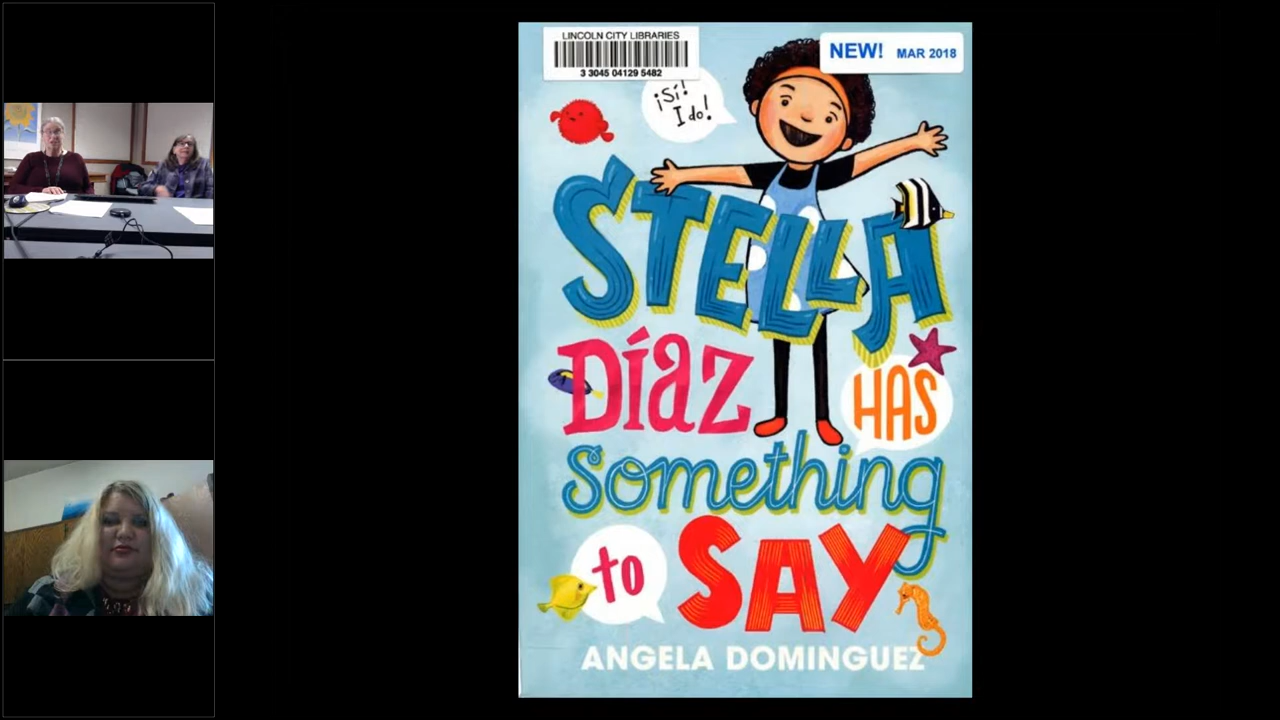 LINCOLN CITY LIBRARIES
3 3045 04129 5482
NEW! MAR 2018
¡Sí!
I do!
STELLA
Díaz
HAS
something
to
SAY
ANGELA DOMINGUEZ